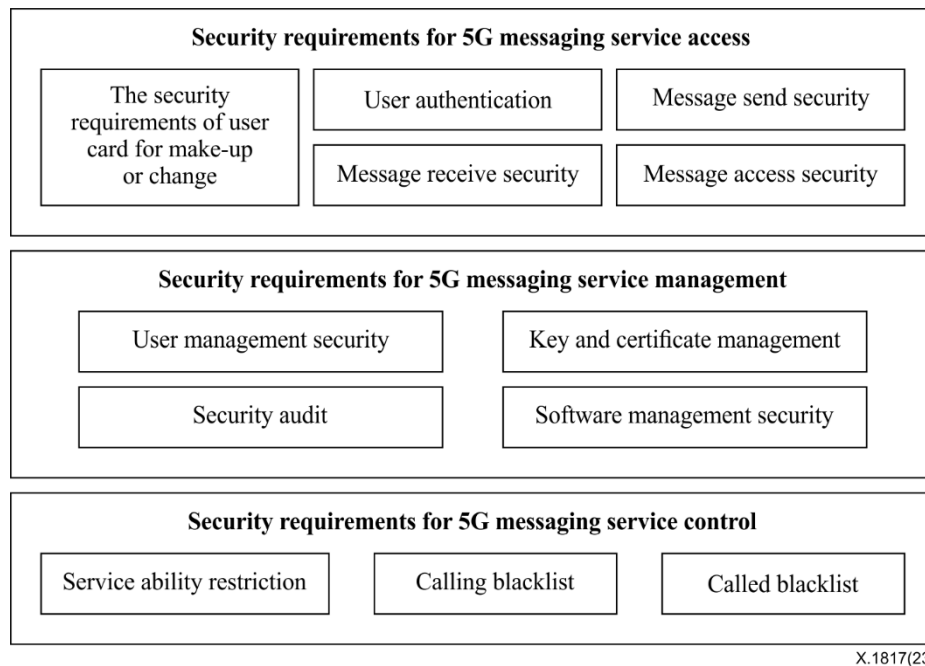 Security requirements for 5G messaging service access
The security
requirements of user
card for make-up
or change
User authentication
Message send security
Message receive security
Message access security
Security requirements for 5G messaging service management
User management security
Key and certificate management
Security audit
Software management security
Security requirements for 5G messaging service control
Service ability restriction
Calling blacklist
Called blacklist
X.1817(23